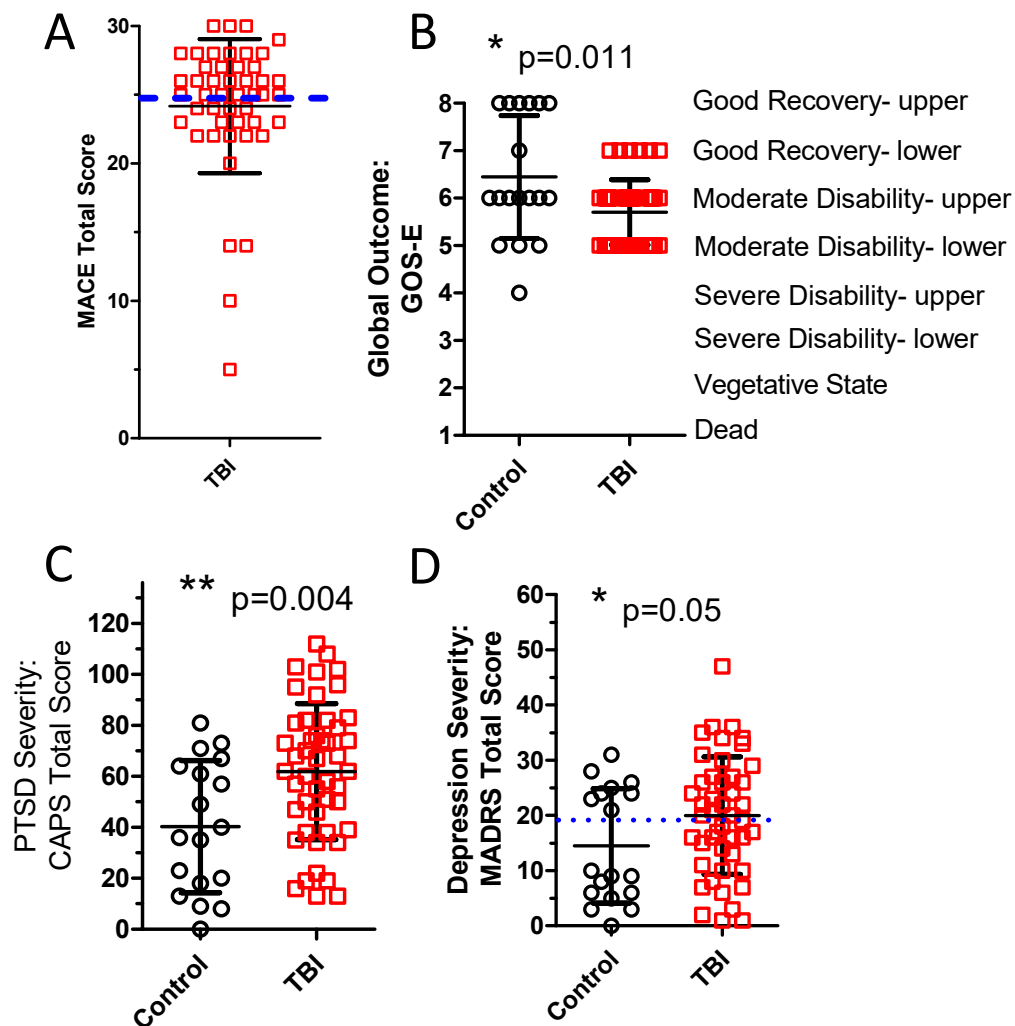 A
MACE Total Score
30
20
10
0
TBI
B
* p=0.011
Global Outcome:
GOS-E
8
7
6
5
4
3
2
1
Control
TBI
Good Recovery- upper
Good Recovery- lower
Moderate Disability- upper
Moderate Disability- lower
Severe Disability- upper
Severe Disability- lower
Vegetative State
Dead
C
** p=0.004
PTSD Severity:
CAPS Total Score
120
100
80
60
40
20
0
Control
TBI
D
* p=0.05
Depression Severity:
MADRS Total Score
60
50
40
30
20
10
0
Control
TBI